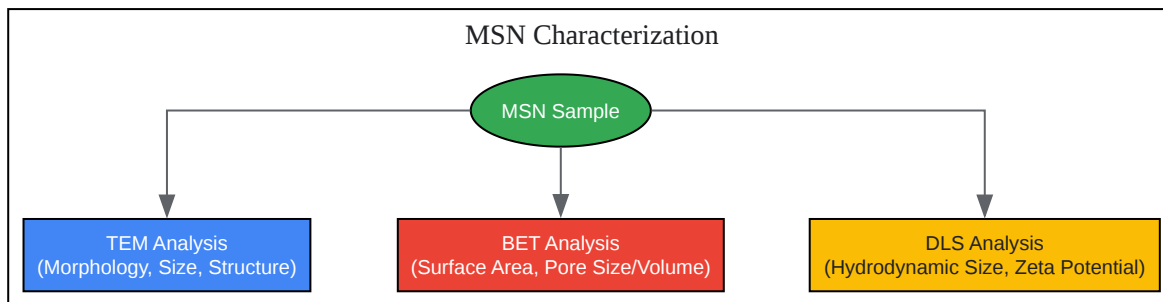 MSN Characterization
MSN Sample
TEM Analysis
(Morphology, Size, Structure)
BET Analysis
(Surface Area, Pore Size/Volume)
DLS Analysis
(Hydrodynamic Size, Zeta Potential)